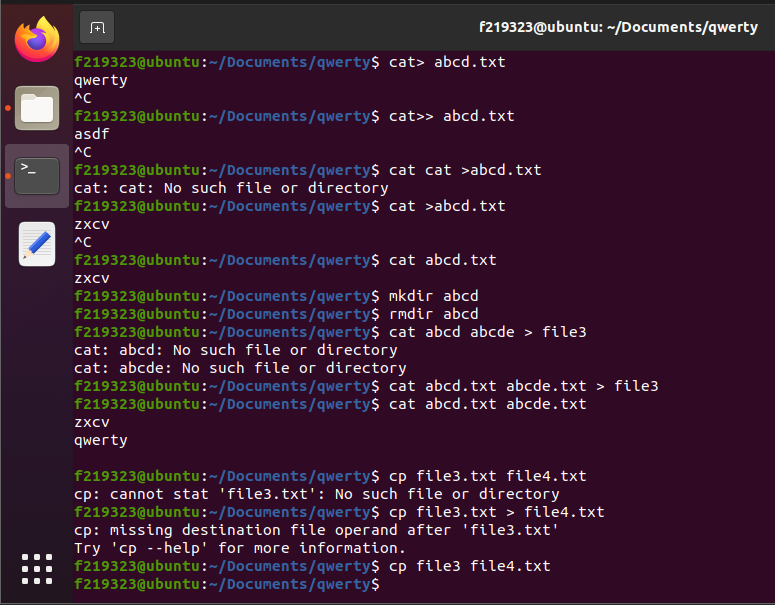 f219323@ubuntu: ~/Documents/qwerty
f219323@ubuntu:~/Documents/qwerty$ cat> abcd.txt
qwerty
^C
f219323@ubuntu:~/Documents/qwerty$ cat>> abcd.txt
asdf
^C
f219323@ubuntu:~/Documents/qwerty$ cat cat >abcd.txt
cat: cat: No such file or directory
f219323@ubuntu:~/Documents/qwerty$ cat >abcd.txt
zxcv
^C
f219323@ubuntu:~/Documents/qwerty$ cat abcd.txt
zxcv
f219323@ubuntu:~/Documents/qwerty$ mkdir abcd
f219323@ubuntu:~/Documents/qwerty$ rmdir abcd
f219323@ubuntu:~/Documents/qwerty$ cat abcd abcde > file3
cat: abcd: No such file or directory
cat: abcde: No such file or directory
f219323@ubuntu:~/Documents/qwerty$ cat abcd.txt abcde.txt > file3
f219323@ubuntu:~/Documents/qwerty$ cat abcd.txt abcde.txt
zxcv
qwerty
f219323@ubuntu:~/Documents/qwerty$ cp file3.txt file4.txt
cp: cannot stat 'file3.txt': No such file or directory
f219323@ubuntu:~/Documents/qwerty$ cp file3.txt > file4.txt
cp: missing destination file operand after 'file3.txt'
Try 'cp --help' for more information.
f219323@ubuntu:~/Documents/qwerty$ cp file3 file4.txt
f219323@ubuntu:~/Documents/qwerty$